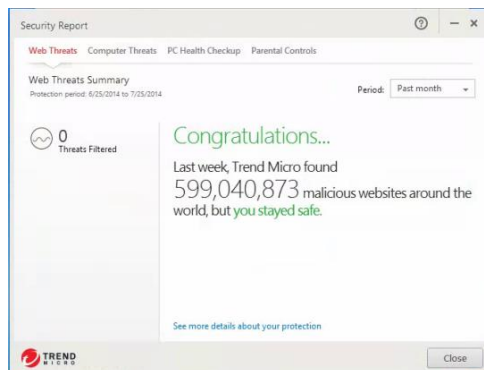 Security Report
Web Threats Computer Threats PC Health Checkup Parental Controls
Web Threats Summary
Protection period: 6/25/2014 to 7/25/2014
Period: Past month
0
Threats Filtered
Congratulations...
Last week, Trend Micro found
599,040,873 malicious websites around the
world, but you stayed safe.
See more details about your protection
TREND
MICRO
Close